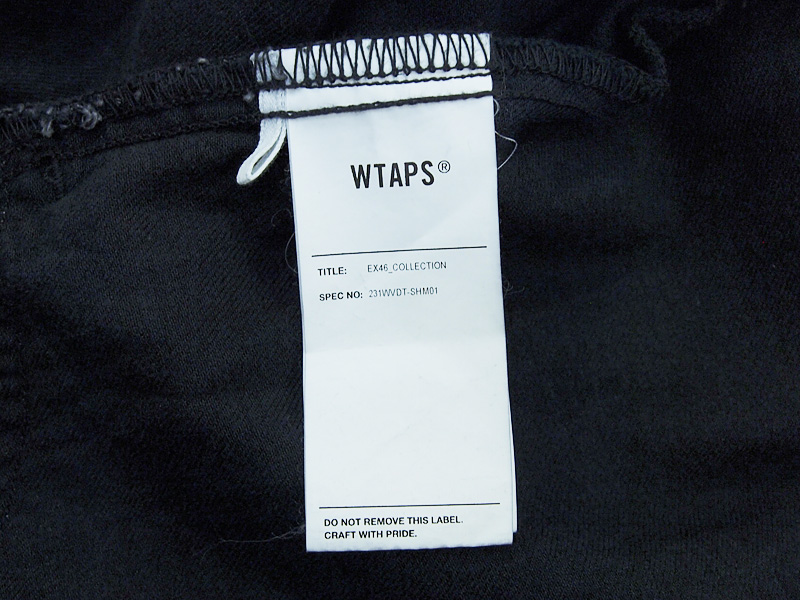 WTAPS®
TITLE: EX46_COLLECTION
SPEC NO: 231WVDT-SHM01
DO NOT REMOVE THIS LABEL.
CRAFT WITH PRIDE.